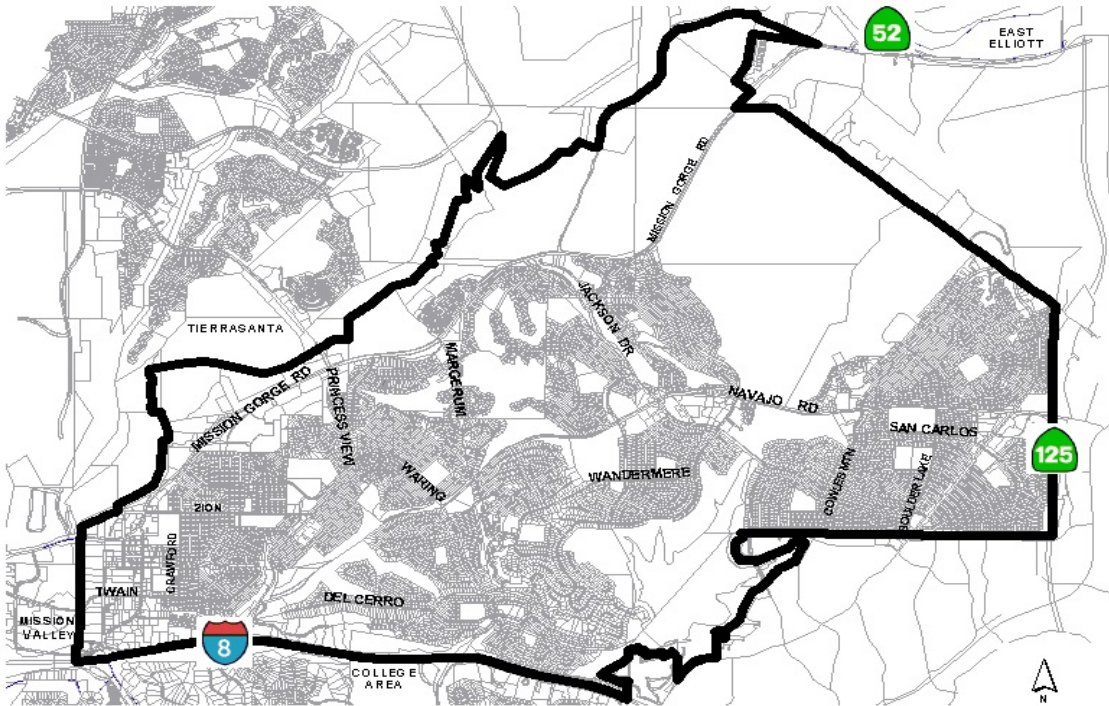 52
EAST
ELLIOTT
MISSION GORGE RD
JACKSON DR
TIERRASANTA
MARGERUM
MISSION GORGE RD
PRINCESS VIEW
NAVAJO RD
SAN CARLOS
125
WARING
WANDERMERE
COWLES MTN
BOULDER LAKE
ZION
CRAWFORD
TWAIN
DEL CERRO
MISSION
VALLEY
8
COLLEGE
AREA
N